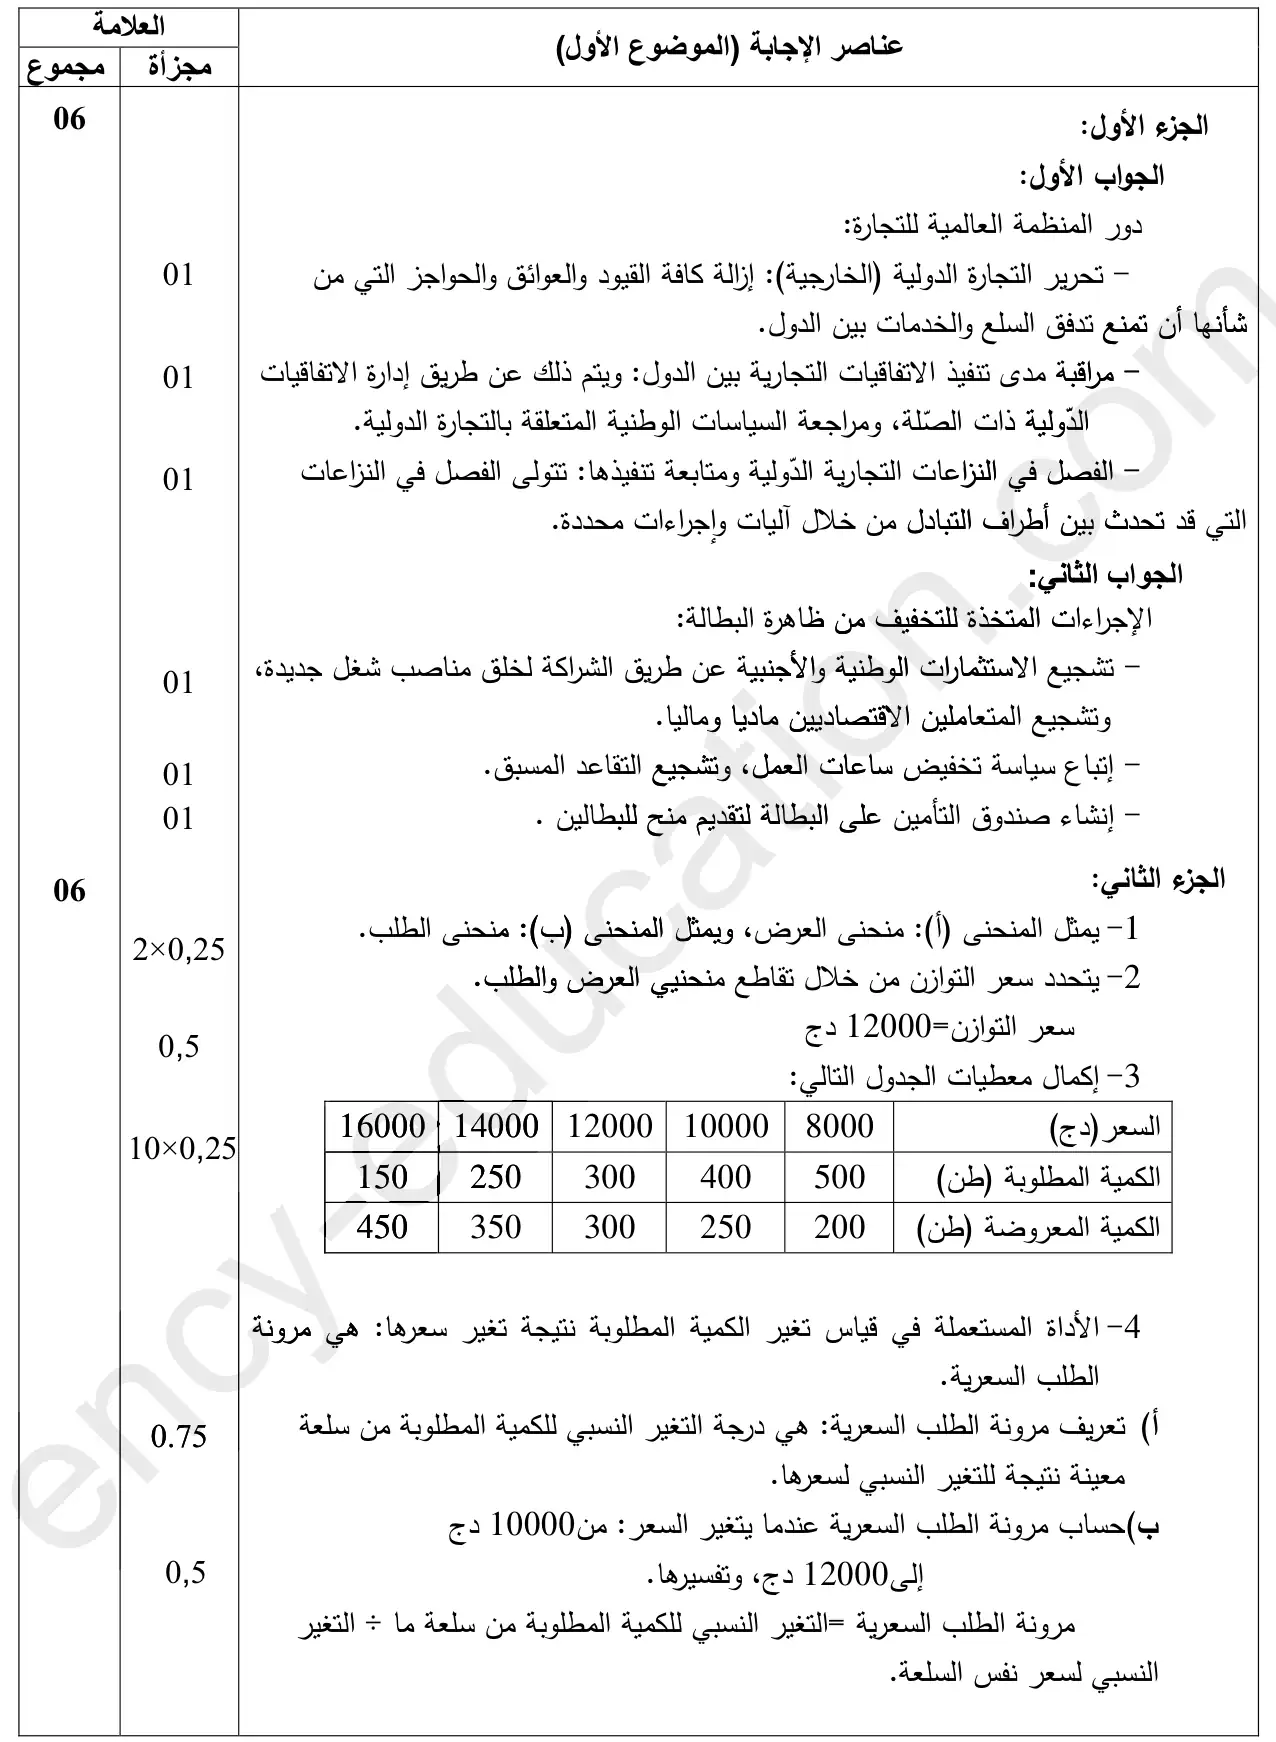 عناصر الإجابة (الموضوع الأول)
العلامة
مجزأة مجموع
الجزء الأول: 06
الجواب الأول:
دور المنظمة العالمية للتجارة:
– تحرير التجارة الدولية (الخارجية): إزالة كافة القيود والعوائق والحواجز التي من 01
شأنها أن تمنع تدفق السلع والخدمات بين الدول.
– مراقبة مدى تنفيذ الاتفاقيات التجارية بين الدول: ويتم ذلك عن طريق إدارة الاتفاقيات 01
الدّولية ذات الصّلة، ومراجعة السياسات الوطنية المتعلقة بالتجارة الدولية.
– الفصل في النزاعات التجارية الدّولية ومتابعة تنفيذها: تتولى الفصل في النزاعات 01
التي قد تحدث بين أطراف التبادل من خلال آليات وإجراءات محددة.
الجواب الثاني:
الإجراءات المتخذة للتخفيف من ظاهرة البطالة:
– تشجيع الاستثمارات الوطنية والأجنبية عن طريق الشراكة لخلق مناصب شغل جديدة، 01
وتشجيع المتعاملين الاقتصاديين ماديا وماليا.
– إتباع سياسة تخفيض ساعات العمل، وتشجيع التقاعد المسبق. 01
– إنشاء صندوق التأمين على البطالة لتقديم منح للبطالين . 01
الجزء الثاني: 06
1– يمثل المنحنى (أ): منحنى العرض، ويمثل المنحنى (ب): منحنى الطلب. 2×0,25
2– يتحدد سعر التوازن من خلال تقاطع منحنيي العرض والطلب.
سعر التوازن=12000 دج 0,5
3– إكمال معطيات الجدول التالي:
السعر(دج) 8000 10000 12000 14000 16000 10×0,25
الكمية المطلوبة (طن) 500 400 300 250 150
الكمية المعروضة (طن) 200 250 300 350 450
4– الأداة المستعملة في قياس تغير الكمية المطلوبة نتيجة تغير سعرها: هي مرونة
الطلب السعرية.
أ) تعريف مرونة الطلب السعرية: هي درجة التغير النسبي للكمية المطلوبة من سلعة 0.75
معينة نتيجة للتغير النسبي لسعرها.
ب)حساب مرونة الطلب السعرية عندما يتغير السعر: من10000 دج
إلى12000 دج، وتفسيرها. 0,5
مرونة الطلب السعرية =التغير النسبي للكمية المطلوبة من سلعة ما ÷ التغير
النسبي لسعر نفس السلعة.
ency-education.com